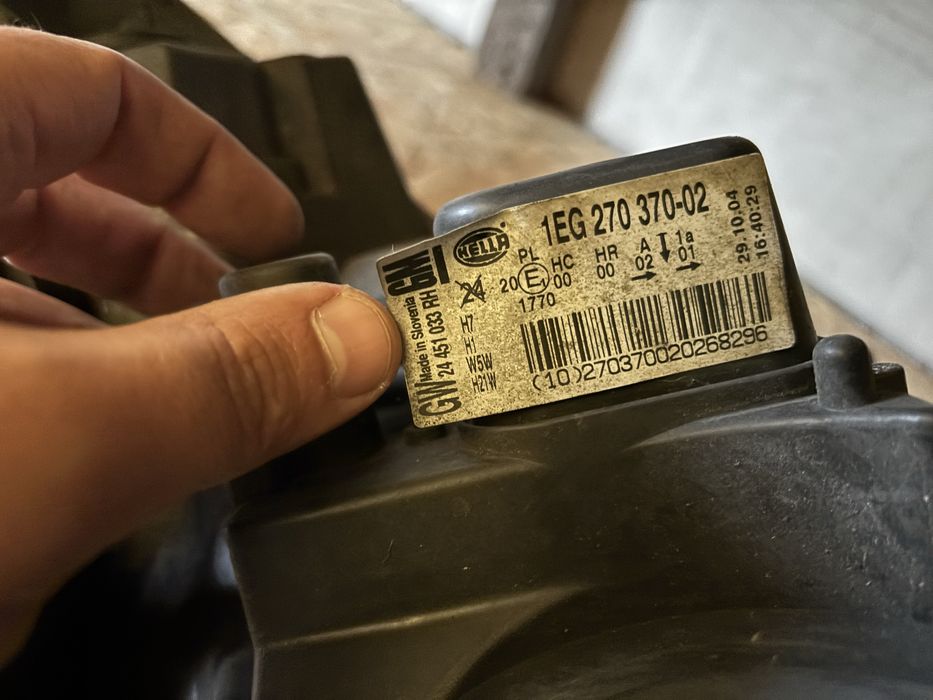 GM
Made in Slovenia
24 451 033 RH
GW
HELLA
1EG 270 370-02
PL HC HR A 1a
20 E 00 00 02 01
1770
24
H7
H1
W5W
H21W
29.10.04
16:40:29
(10)270370020268296